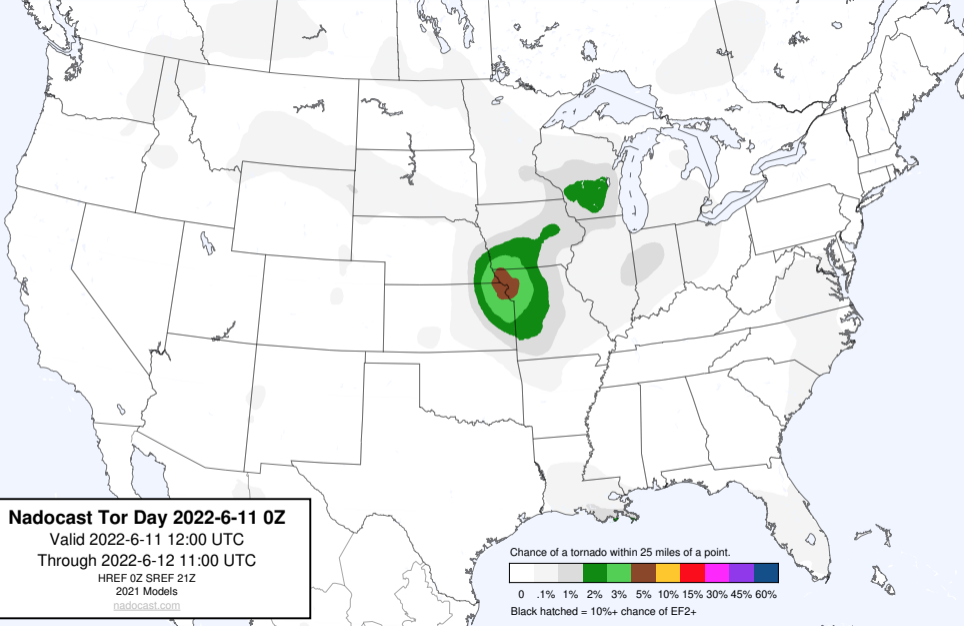 Nadocast Tor Day 2022-6-11 0Z
Valid 2022-6-11 12:00 UTC
Through 2022-6-12 11:00 UTC
HREF 0Z SREF 21Z
2021 Models
nadocast.com
Chance of a tornado within 25 miles of a point.
0 .1% 1% 2% 3% 5% 10% 15% 30% 45% 60%
Black hatched = 10%+ chance of EF2+